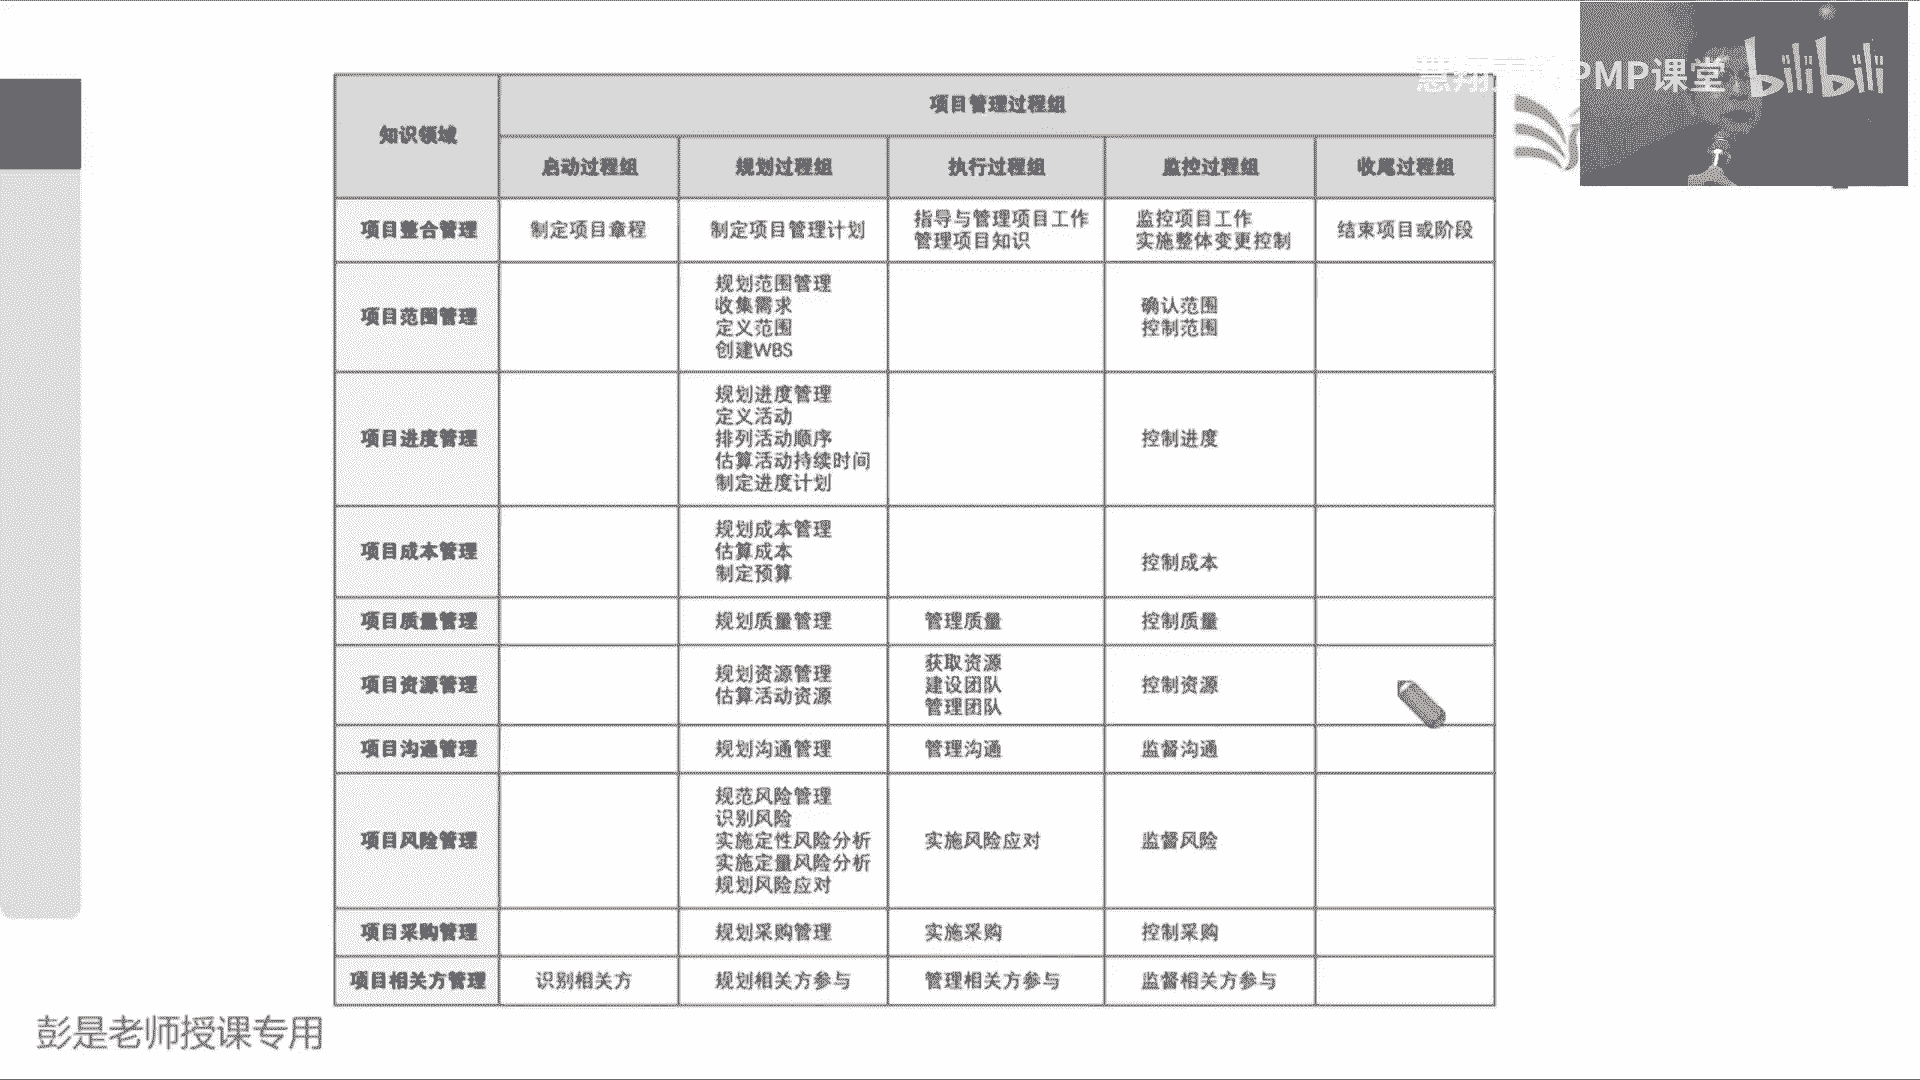 PMP课堂
bilibili
知识领域
项目管理过程组
启动过程组
规划过程组
执行过程组
监控过程组
收尾过程组
项目整合管理
制定项目章程
制定项目管理计划
指导与管理项目工作
管理项目知识
监控项目工作
实施整体变更控制
结束项目或阶段
项目范围管理
规划范围管理
收集需求
定义范围
创建WBS
确认范围
控制范围
项目进度管理
规划进度管理
定义活动
排列活动顺序
估算活动持续时间
制定进度计划
控制进度
项目成本管理
规划成本管理
估算成本
制定预算
控制成本
项目质量管理
规划质量管理
管理质量
控制质量
项目资源管理
规划资源管理
估算活动资源
获取资源
建设团队
管理团队
控制资源
项目沟通管理
规划沟通管理
管理沟通
监督沟通
项目风险管理
规范风险管理
识别风险
实施定性风险分析
实施定量风险分析
规划风险应对
实施风险应对
监督风险
项目采购管理
规划采购管理
实施采购
控制采购
项目相关方管理
识别相关方
规划相关方参与
管理相关方参与
监督相关方参与
彭是老师授课专用